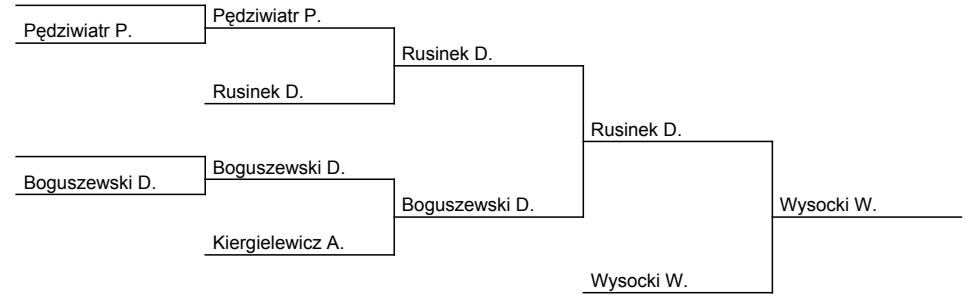 Pędziwiatr P.
Pędziwiatr P.
Rusinek D.
Rusinek D.
Rusinek D.
Boguszewski D.
Boguszewski D.
Boguszewski D.
Wysocki W.
Kiergielewicz A.
Wysocki W.